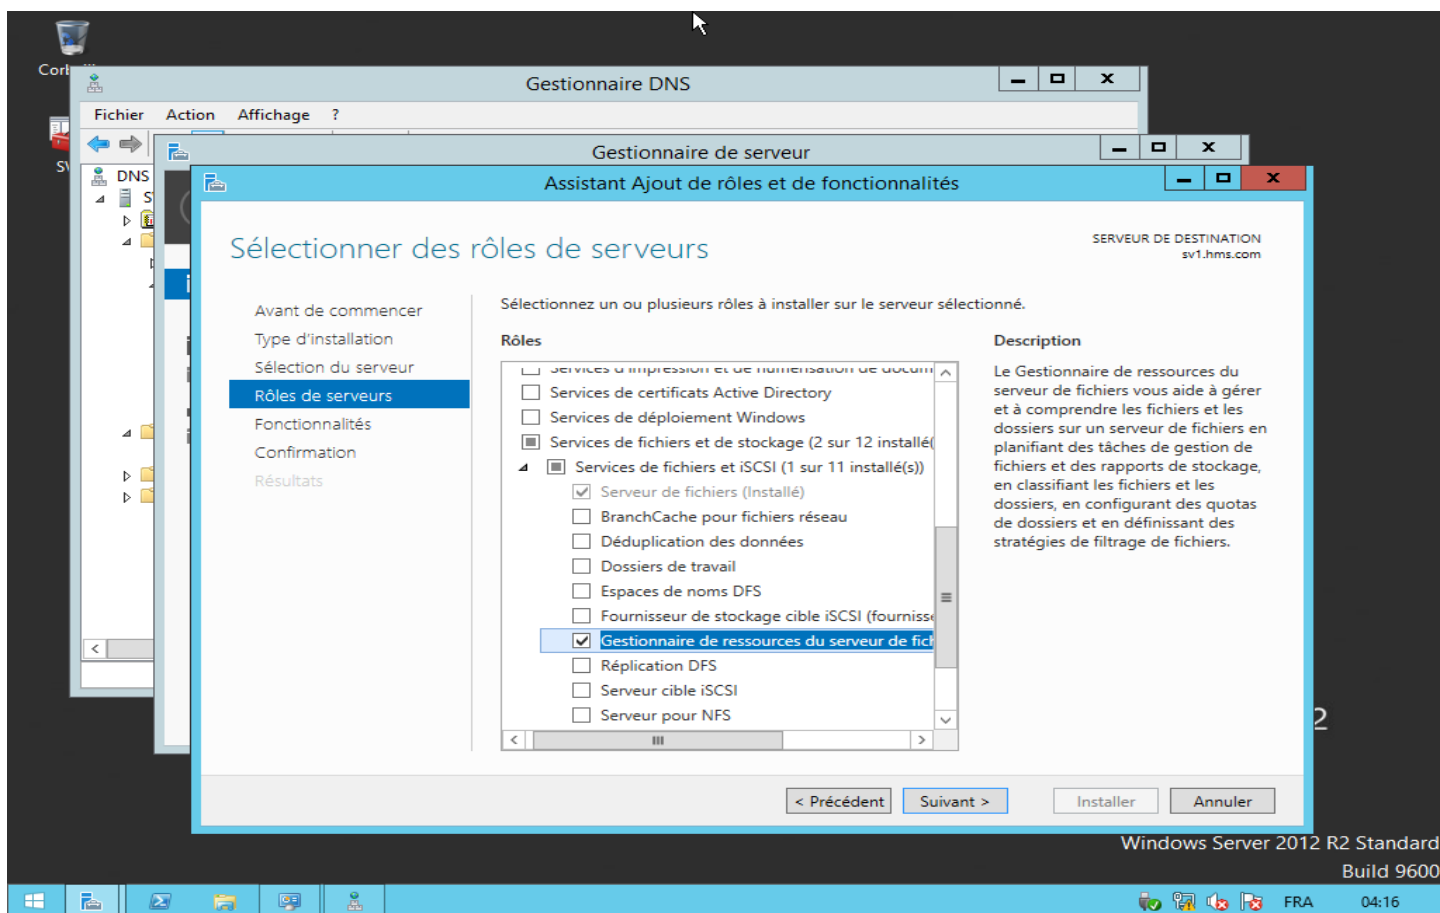 Gestionnaire DNS
Fichier Action Affichage ?
DNS
Gestionnaire de serveur
Assistant Ajout de rôles et de fonctionnalités
Sélectionner des rôles de serveurs
SERVEUR DE DESTINATION
sv1.hms.com
Avant de commencer
Type d'installation
Sélection du serveur
Rôles de serveurs
Fonctionnalités
Confirmation
Résultats
Sélectionnez un ou plusieurs rôles à installer sur le serveur sélectionné.
Rôles
Services d'impression et de numérisation de docum
Services de certificats Active Directory
Services de déploiement Windows
Services de fichiers et de stockage (2 sur 12 installé(
Services de fichiers et iSCSI (1 sur 11 installé(s))
Serveur de fichiers (Installé)
BranchCache pour fichiers réseau
Déduplication des données
Dossiers de travail
Espaces de noms DFS
Fournisseur de stockage cible iSCSI (fourniss
Gestionnaire de ressources du serveur de fich
Réplication DFS
Serveur cible iSCSI
Serveur pour NFS
Description
Le Gestionnaire de ressources du
serveur de fichiers vous aide à gérer
et à comprendre les fichiers et les
dossiers sur un serveur de fichiers en
planifiant des tâches de gestion de
fichiers et des rapports de stockage,
en classifiant les fichiers et les
dossiers, en configurant des quotas
de dossiers et en définissant des
stratégies de filtrage de fichiers.
< Précédent
Suivant >
Installer
Annuler
2
Windows Server 2012 R2 Standard
Build 9600
FRA
04:16